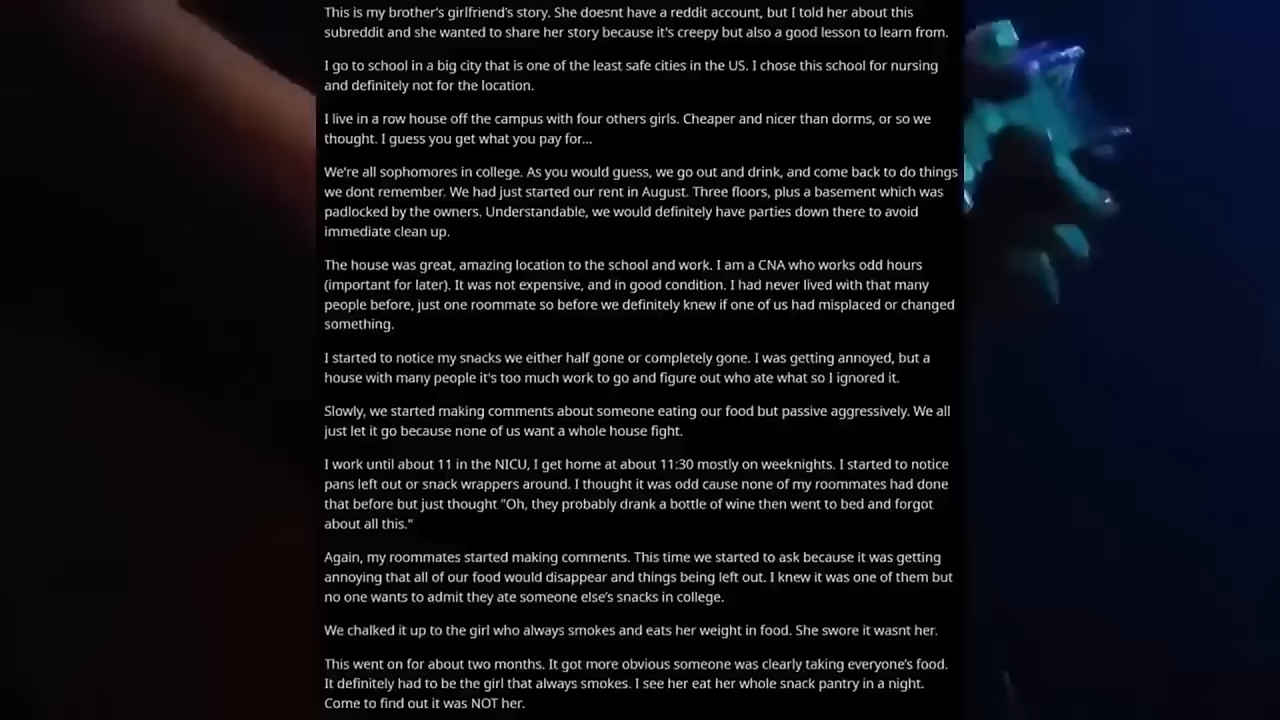 This is my brother's girlfriend's story. She doesnt have a reddit account, but I told her about this
subreddit and she wanted to share her story because it's creepy but also a good lesson to learn from.
I go to school in a big city that is one of the least safe cities in the US. I chose this school for nursing
and definitely not for the location.
I live in a row house off the campus with four others girls. Cheaper and nicer than dorms, or so we
thought. I guess you get what you pay for...
We're all sophomores in college. As you would guess, we go out and drink, and come back to do things
we dont remember. We had just started our rent in August. Three floors, plus a basement which was
padlocked by the owners. Understandable, we would definitely have parties down there to avoid
immediate clean up.
The house was great, amazing location to the school and work. I am a CNA who works odd hours
(important for later). It was not expensive, and in good condition. I had never lived with that many
people before, just one roommate so before we definitely knew if one of us had misplaced or changed
something.
I started to notice my snacks we either half gone or completely gone. I was getting annoyed, but a
house with many people it's too much work to go and figure out who ate what so I ignored it.
Slowly, we started making comments about someone eating our food but passive aggressively. We all
just let it go because none of us want a whole house fight.
I work until about 11 in the NICU, I get home at about 11:30 mostly on weeknights. I started to notice
pans left out or snack wrappers around. I thought it was odd cause none of my roommates had done
that before but just thought "Oh, they probably drank a bottle of wine then went to bed and forgot
about all this."
Again, my roommates started making comments. This time we started to ask because it was getting
annoying that all of our food would disappear and things being left out. I knew it was one of them but
no one wants to admit they ate someone else's snacks in college.
We chalked it up to the girl who always smokes and eats her weight in food. She swore it wasnt her.
This went on for about two months. It got more obvious someone was clearly taking everyone's food.
It definitely had to be the girl that always smokes. I see her eat her whole snack pantry in a night.
Come to find out it was NOT her.